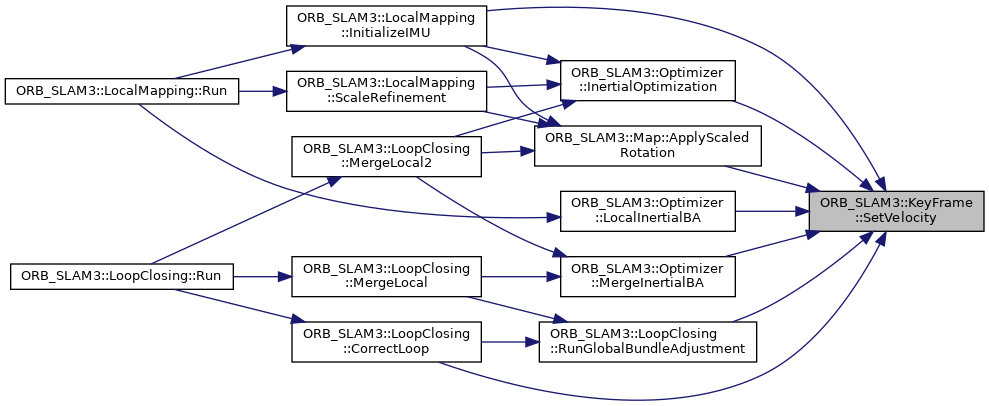 ORB_SLAM3::LocalMapping
::InitializeIMU
ORB_SLAM3::LocalMapping::Run
ORB_SLAM3::LocalMapping
::ScaleRefinement
ORB_SLAM3::Optimizer
::InertialOptimization
ORB_SLAM3::Map::ApplyScaled
Rotation
ORB_SLAM3::LoopClosing
::MergeLocal2
ORB_SLAM3::Optimizer
::LocalInertialBA
ORB_SLAM3::KeyFrame
::SetVelocity
ORB_SLAM3::LoopClosing::Run
ORB_SLAM3::LoopClosing
::MergeLocal
ORB_SLAM3::Optimizer
::MergeInertialBA
ORB_SLAM3::LoopClosing
::CorrectLoop
ORB_SLAM3::LoopClosing
::RunGlobalBundleAdjustment